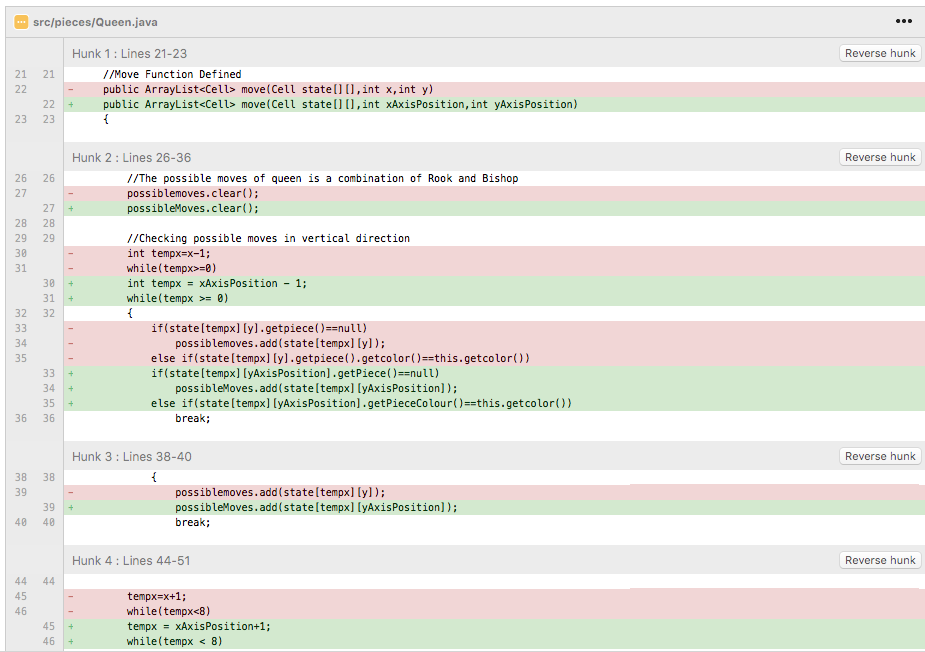 src/pieces/Queen.java •••
Hunk 1 : Lines 21-23 Reverse hunk
21 21 //Move Function Defined
22 - public ArrayList<Cell> move(Cell state[][],int x,int y)
22 + public ArrayList<Cell> move(Cell state[][],int xAxisPosition,int yAxisPosition)
23 23 {
Hunk 2 : Lines 26-36 Reverse hunk
26 26 //The possible moves of queen is a combination of Rook and Bishop
27 - possiblemoves.clear();
27 + possibleMoves.clear();
28 28
29 29 //Checking possible moves in vertical direction
30 - int tempx=x-1;
31 - while(tempx>=0)
30 + int tempx = xAxisPosition - 1;
31 + while(tempx >= 0)
32 32 {
33 - if(state[tempx][y].getpiece()==null)
34 - possiblemoves.add(state[tempx][y]);
35 - else if(state[tempx][y].getpiece().getcolor()==this.getcolor())
33 + if(state[tempx][yAxisPosition].getPiece()==null)
34 + possibleMoves.add(state[tempx][yAxisPosition]);
35 + else if(state[tempx][yAxisPosition].getPieceColour()==this.getcolor())
36 36 break;
Hunk 3 : Lines 38-40 Reverse hunk
38 38 {
39 - possiblemoves.add(state[tempx][y]);
39 + possibleMoves.add(state[tempx][yAxisPosition]);
40 40 break;
Hunk 4 : Lines 44-51 Reverse hunk
44 44
45 - tempx=x+1;
46 - while(tempx<8)
45 + tempx = xAxisPosition+1;
46 + while(tempx < 8)